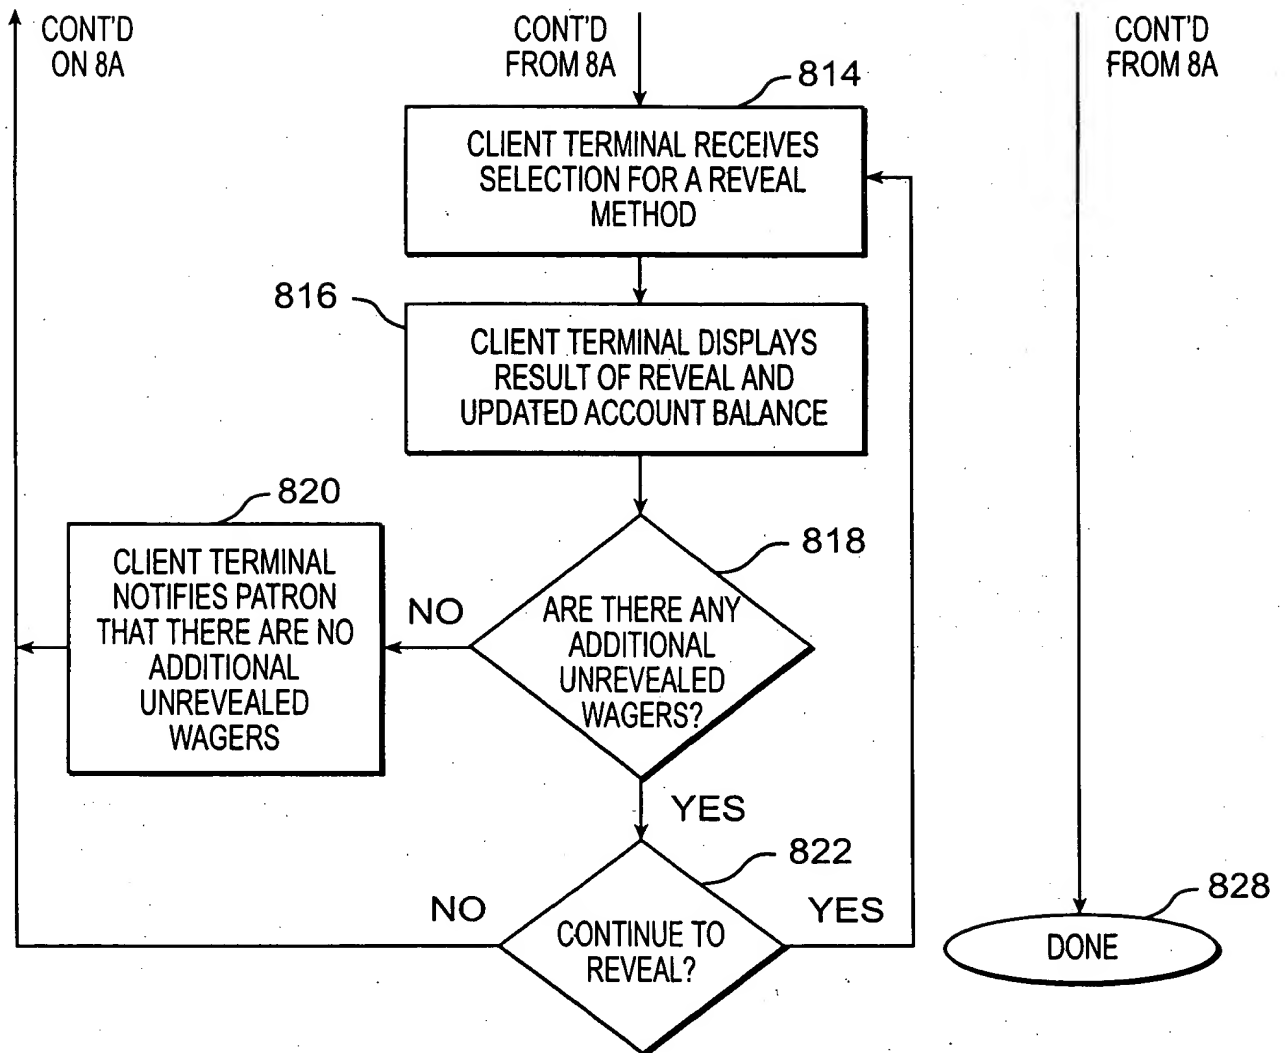 CONT'D
ON 8A
CONT'D
FROM 8A
CONT'D
FROM 8A
814
CLIENT TERMINAL RECEIVES
SELECTION FOR A REVEAL
METHOD
816
CLIENT TERMINAL DISPLAYS
RESULT OF REVEAL AND
UPDATED ACCOUNT BALANCE
820
CLIENT TERMINAL
NOTIFIES PATRON
THAT THERE ARE NO
ADDITIONAL
UNREVEALED
WAGERS
NO
818
ARE THERE ANY
ADDITIONAL
UNREVEALED
WAGERS?
YES
822
NO
CONTINUE TO
REVEAL?
YES
828
DONE